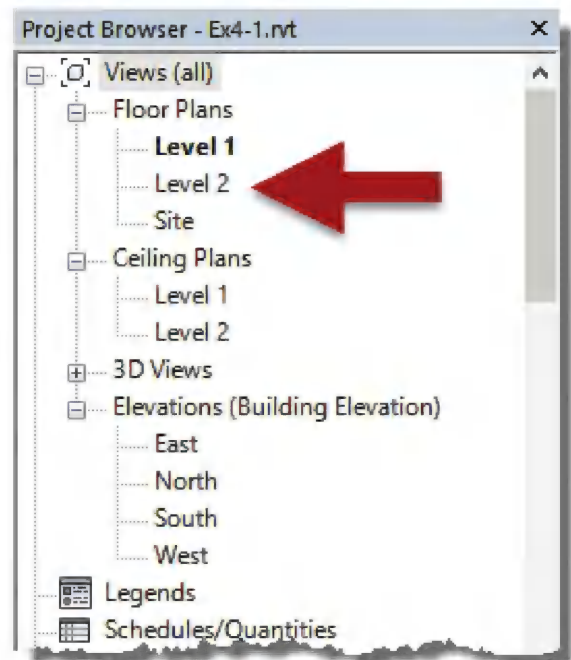 Project Browser - Ex4-1.rvt
Views (all)
Floor Plans
Level 1
Level 2
Site
Ceiling Plans
Level 1
Level 2
3D Views
Elevations (Building Elevation)
East
North
South
West
Legends
Schedules/Quantities